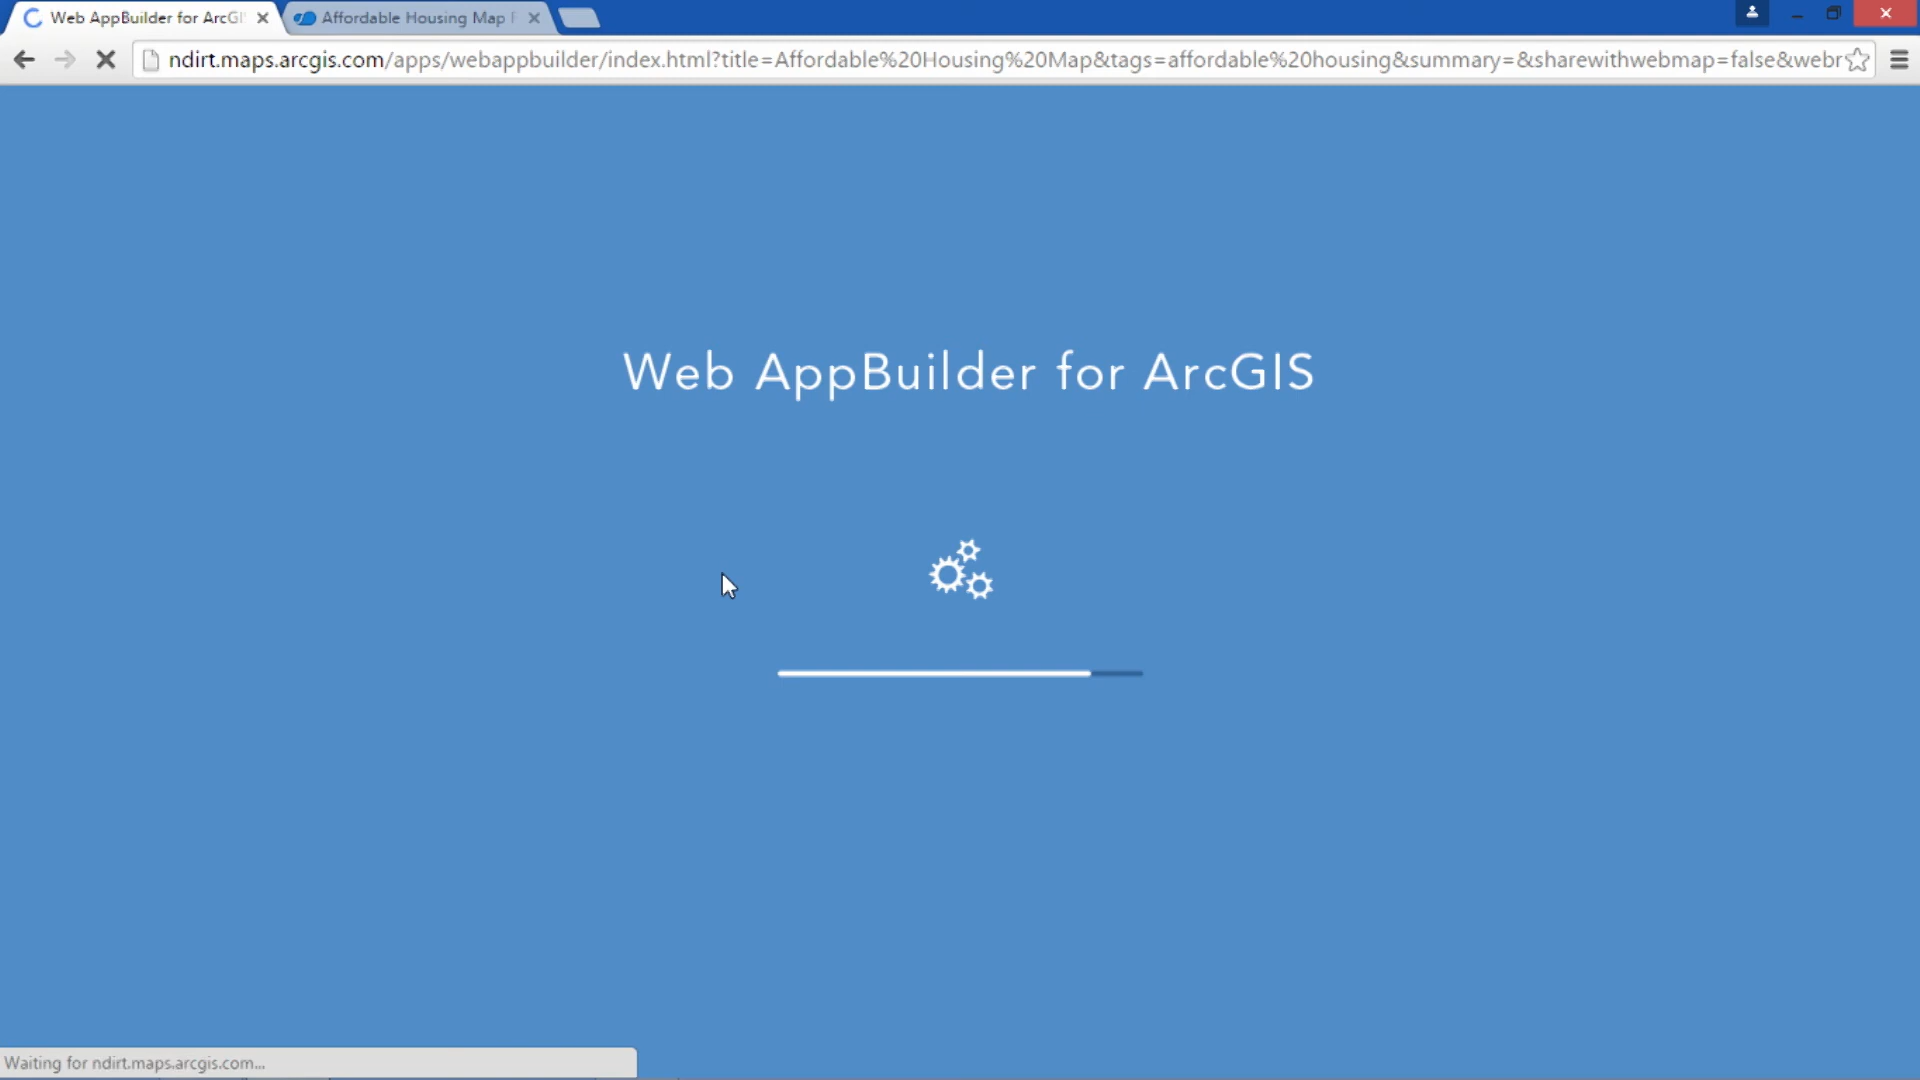 Web AppBuilder for ArcGI
Affordable Housing Map
ndirt.maps.arcgis.com/apps/webappbuilder/index.html?title=Affordable%20Housing%20Map&tags=affordable%20housing&summary=&sharewithwebmap=false&webr
Web AppBuilder for ArcGIS
Waiting for ndirt.maps.arcgis.com...